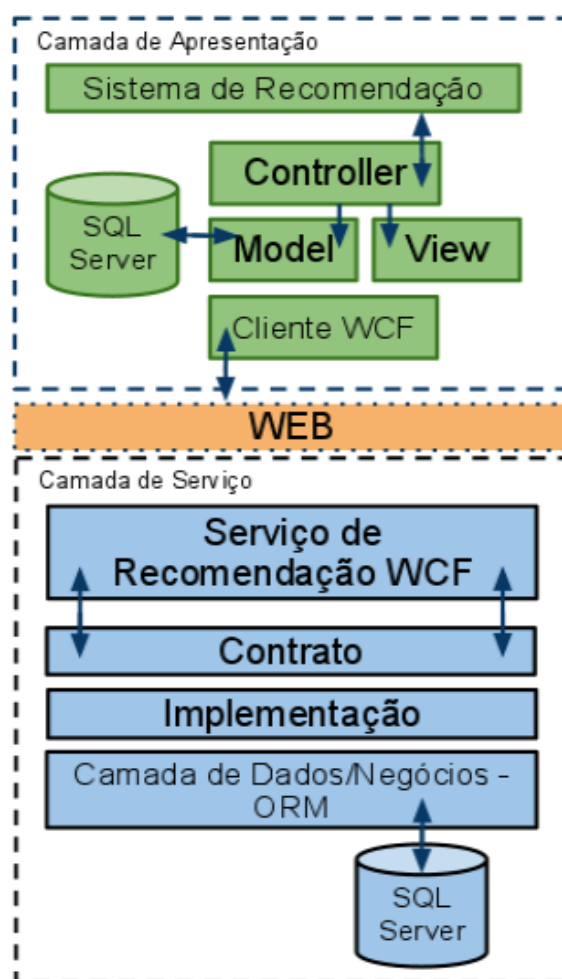 Camada de Apresentação
Sistema de Recomendação
Controller
SQL
Server
Model
View
Cliente WCF
WEB
Camada de Serviço
Serviço de
Recomendação WCF
Contrato
Implementação
Camada de Dados/Negócios -
ORM
SQL
Server